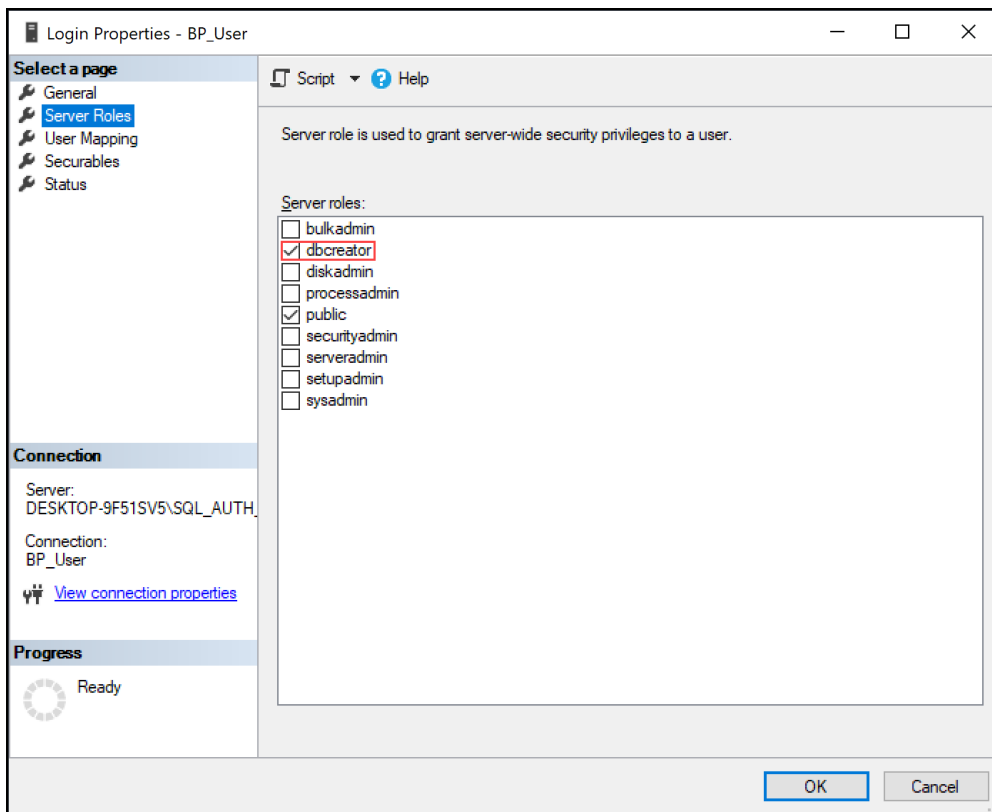 Login Properties - BP_User
Select a page
General
Server Roles
User Mapping
Securables
Status
Script
Help
Server role is used to grant server-wide security privileges to a user.
Server roles:
bulkadmin
dbcreator
diskadmin
processadmin
public
securityadmin
serveradmin
setupadmin
sysadmin
Connection
Server:
DESKTOP-9F51SV5\SQL_AUTH_
Connection:
BP_User
View connection properties
Progress
Ready
OK
Cancel